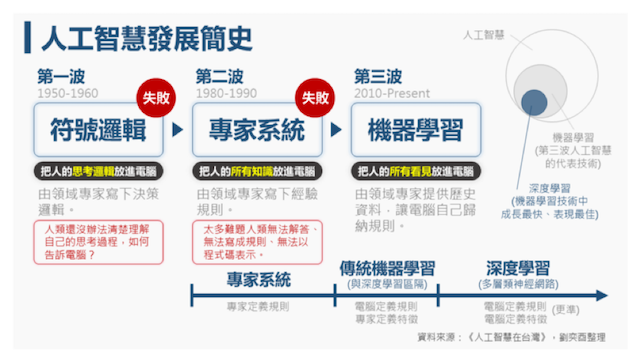 人工智慧發展簡史
第一波
1950-1960
失敗
符號邏輯
把人的思考邏輯放進電腦
由領域專家寫下決策
邏輯。
人類還沒辦法清楚理解
自己的思考過程，如何
告訴電腦？
第二波
1980-1990
失敗
專家系統
把人的所有知識放進電腦
由領域專家寫下經驗
規則。
太多難題人類無法解答、
無法寫成規則、無法以
程式碼表示。
第三波
2010-Present
機器學習
把人的所有看見放進電腦
由領域專家提供歷史
資料，讓電腦自己歸
納規則。
人工智慧
機器學習
(第三波人工智慧
的代表技術)
深度學習
(機器學習技術中
成長最快、表現最佳)
專家系統
專家定義規則
傳統機器學習
(與深度學習區隔)
電腦定義規則
專家定義特徵
深度學習
(多層類神經網路)
電腦定義規則
電腦定義特徵
(更準)
資料來源：《人工智慧在台灣》，劉奕酉整理